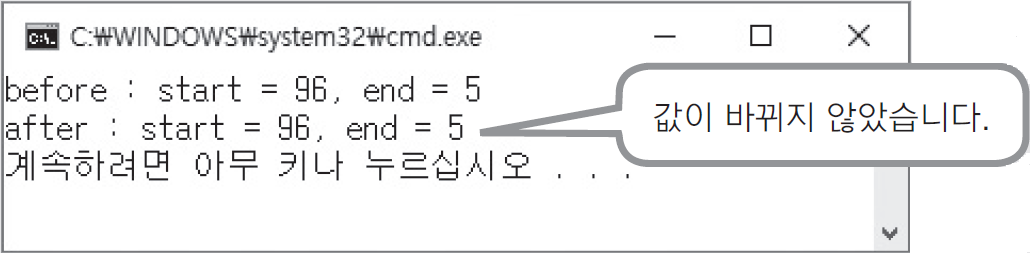 C:₩WINDOWS₩system32₩cmd.exe
before : start = 96, end = 5
after : start = 96, end = 5
값이 바뀌지 않았습니다.
계속하려면 아무 키나 누르십시오 . . .